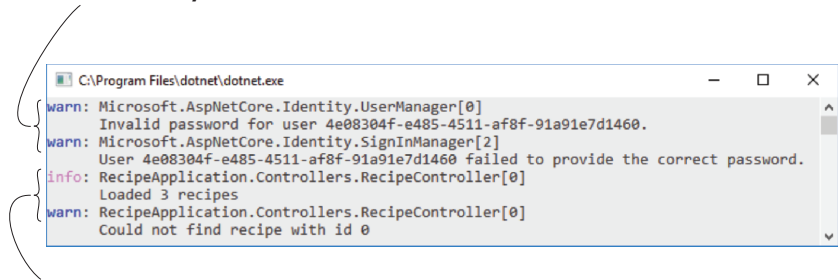 C:\Program Files\dotnet\dotnet.exe
warn: Microsoft.AspNetCore.Identity.UserManager[0]
Invalid password for user 4e08304f-e485-4511-af8f-91a91e7d1460.
warn: Microsoft.AspNetCore.Identity.SignInManager[2]
User 4e08304f-e485-4511-af8f-91a91e7d1460 failed to provide the correct password.
info: RecipeApplication.Controllers.RecipeController[0]
Loaded 3 recipes
warn: RecipeApplication.Controllers.RecipeController[0]
Could not find recipe with id 0